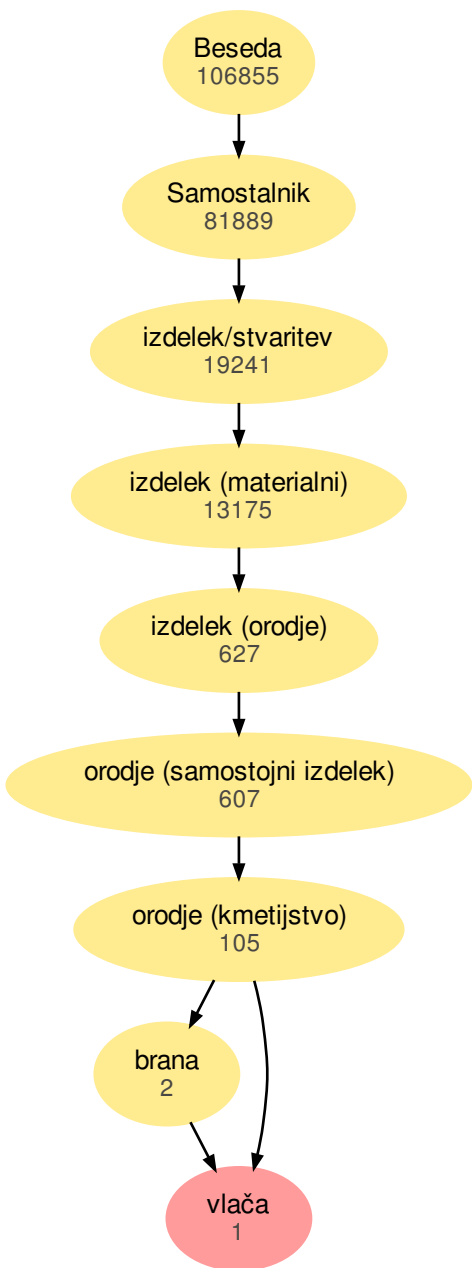 Beseda
106855
Samostalnik
81889
izdelek/stvaritev
19241
izdelek (materialni)
13175
izdelek (orodje)
627
orodje (samostojni izdelek)
607
orodje (kmetijstvo)
105
brana
2
vlača
1